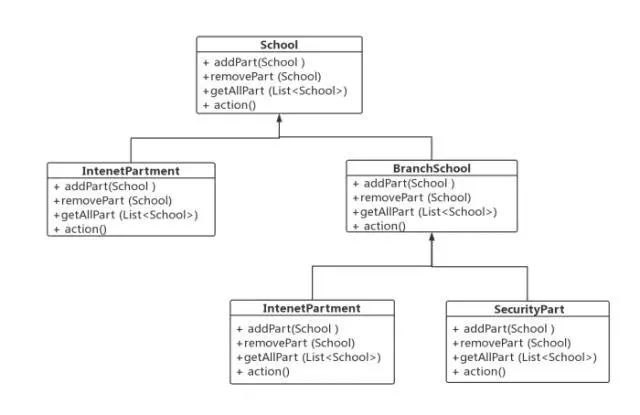 School
+ addPart(School )
+removePart (School)
+getAllPart (List<School>)
+ action()
IntenetPartment
+ addPart(School )
+removePart (School)
+getAllPart (List<School>)
+ action()
BranchSchool
+ addPart(School )
+removePart (School)
+getAllPart (List<School>)
+ action()
IntenetPartment
+ addPart(School )
+removePart (School)
+getAllPart (List<School>)
+ action()
SecurityPart
+ addPart(School )
+removePart (School)
+getAllPart (List<School>)
+ action()